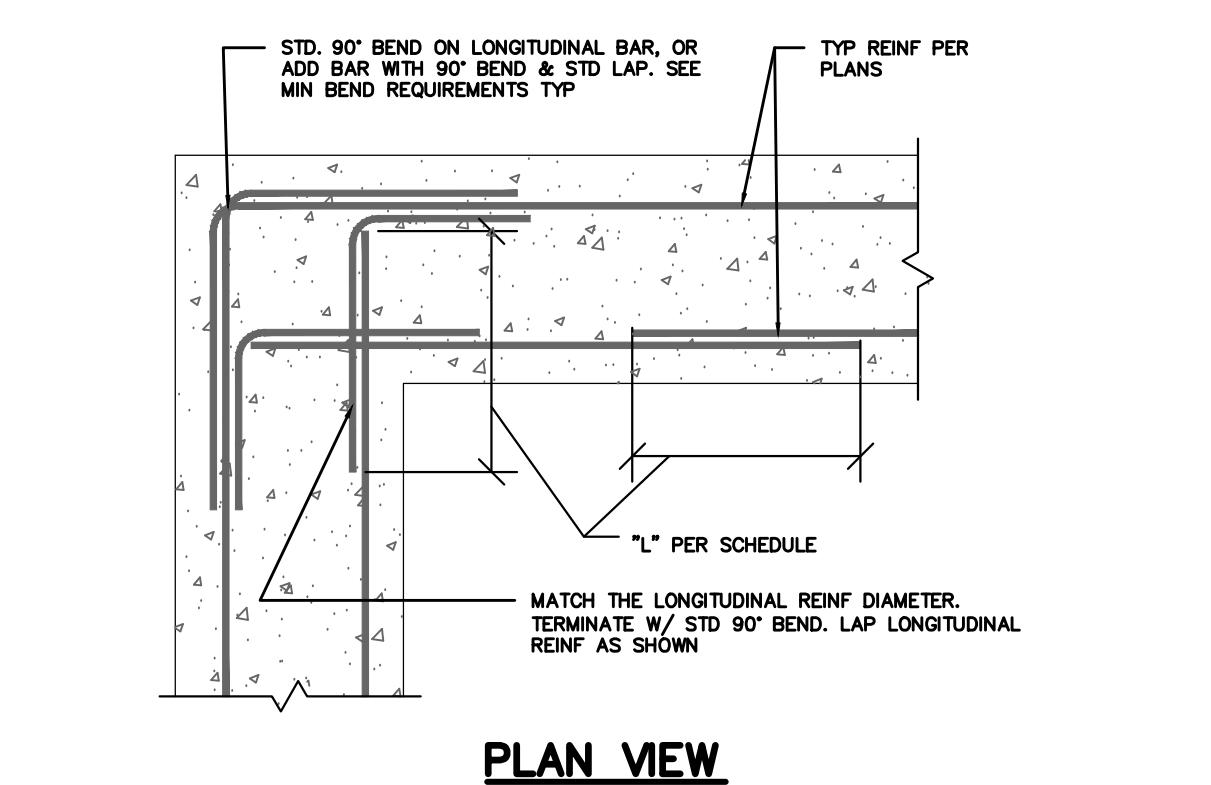 STD. 90° BEND ON LONGITUDINAL BAR, OR
ADD BAR WITH 90° BEND & STD LAP. SEE
MIN BEND REQUIREMENTS TYP
TYP REINF PER
PLANS
"L" PER SCHEDULE
MATCH THE LONGITUDINAL REINF DIAMETER.
TERMINATE W/ STD 90° BEND. LAP LONGITUDINAL
REINF AS SHOWN
PLAN VIEW